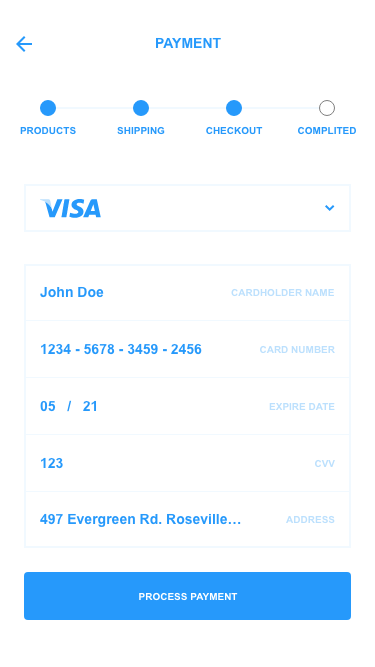 PAYMENT
PRODUCTS SHIPPING CHECKOUT COMPLITED
VISA
John Doe CARDHOLDER NAME
1234 - 5678 - 3459 - 2456 CARD NUMBER
05 / 21 EXPIRE DATE
123 CVV
497 Evergreen Rd. Roseville... ADDRESS
PROCESS PAYMENT